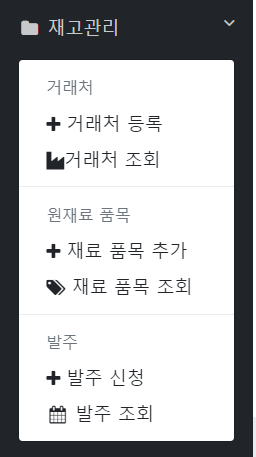 재고관리
거래처
거래처 등록
거래처 조회
원재료 품목
재료 품목 추가
재료 품목 조회
발주
발주 신청
발주 조회